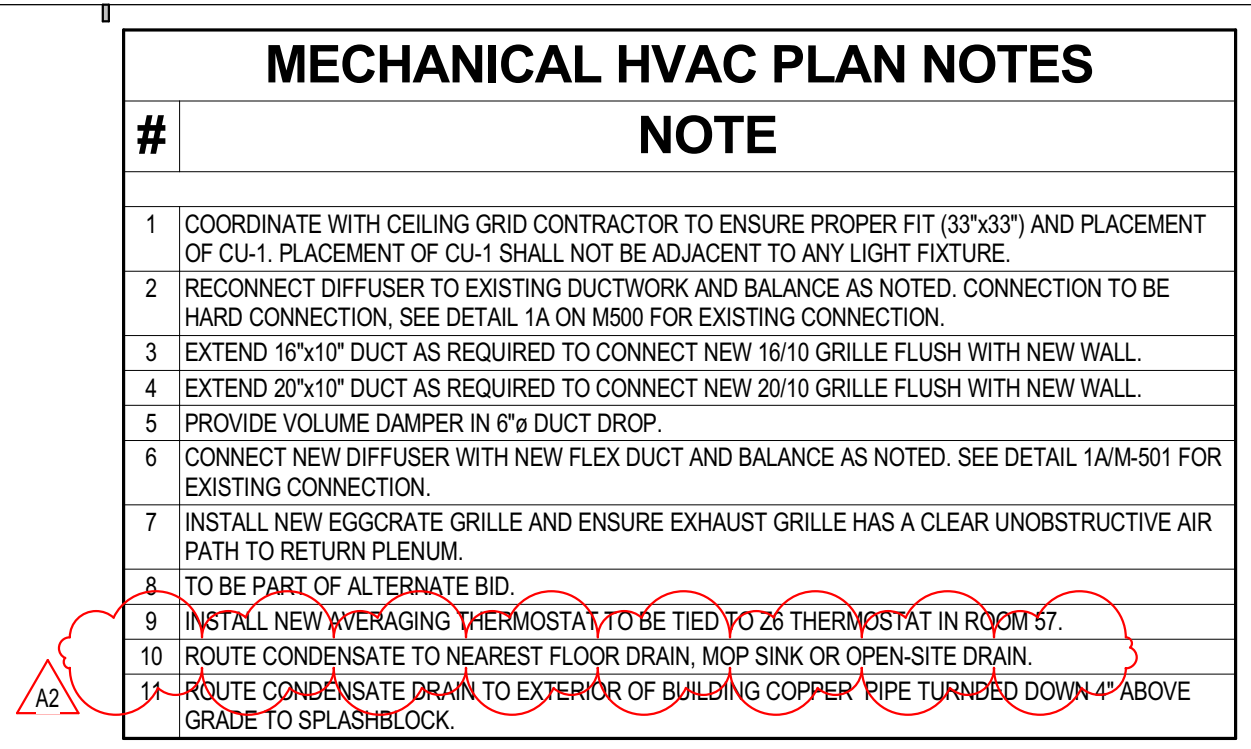 MECHANICAL HVAC PLAN NOTES
# NOTE
1 COORDINATE WITH CEILING GRID CONTRACTOR TO ENSURE PROPER FIT (33"x33") AND PLACEMENT
OF CU-1. PLACEMENT OF CU-1 SHALL NOT BE ADJACENT TO ANY LIGHT FIXTURE.
2 RECONNECT DIFFUSER TO EXISTING DUCTWORK AND BALANCE AS NOTED. CONNECTION TO BE
HARD CONNECTION, SEE DETAIL 1A ON M500 FOR EXISTING CONNECTION.
3 EXTEND 16"x10" DUCT AS REQUIRED TO CONNECT NEW 16/10 GRILLE FLUSH WITH NEW WALL.
4 EXTEND 20"x10" DUCT AS REQUIRED TO CONNECT NEW 20/10 GRILLE FLUSH WITH NEW WALL.
5 PROVIDE VOLUME DAMPER IN 6"ø DUCT DROP.
6 CONNECT NEW DIFFUSER WITH NEW FLEX DUCT AND BALANCE AS NOTED. SEE DETAIL 1A/M-501 FOR
EXISTING CONNECTION.
7 INSTALL NEW EGGCRATE GRILLE AND ENSURE EXHAUST GRILLE HAS A CLEAR UNOBSTRUCTIVE AIR
PATH TO RETURN PLENUM.
8 TO BE PART OF ALTERNATE BID.
9 INSTALL NEW AVERAGING THERMOSTAT TO BE TIED TO Z6 THERMOSTAT IN ROOM 57.
10 ROUTE CONDENSATE TO NEAREST FLOOR DRAIN, MOP SINK OR OPEN-SITE DRAIN.
A2 11 ROUTE CONDENSATE DRAIN TO EXTERIOR OF BUILDING COPPER PIPE TURNDED DOWN 4" ABOVE
GRADE TO SPLASHBLOCK.